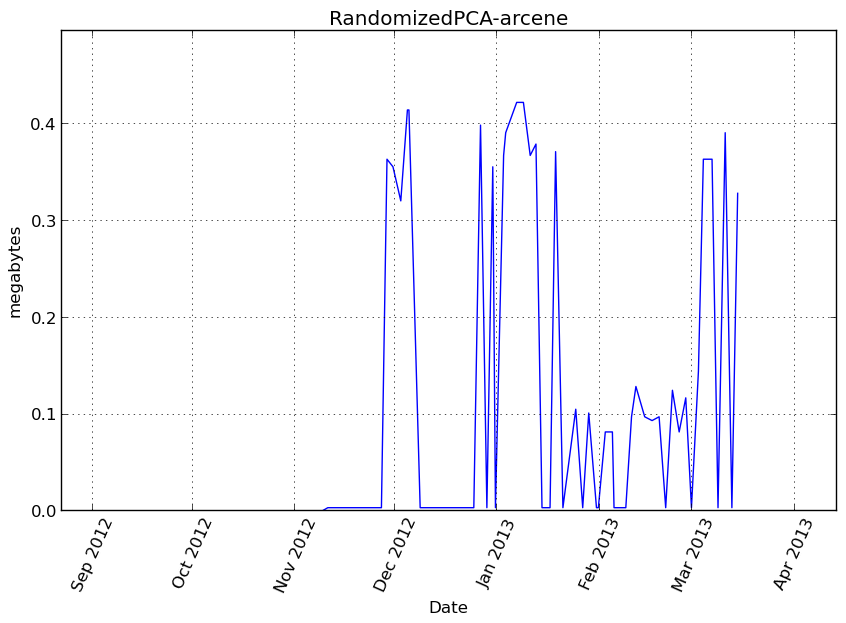 RandomizedPCA-arcene
megabytes
0.4
0.3
0.2
0.1
0.0
Sep 2012
Oct 2012
Nov 2012
Dec 2012
Jan 2013
Feb 2013
Mar 2013
Apr 2013
Date